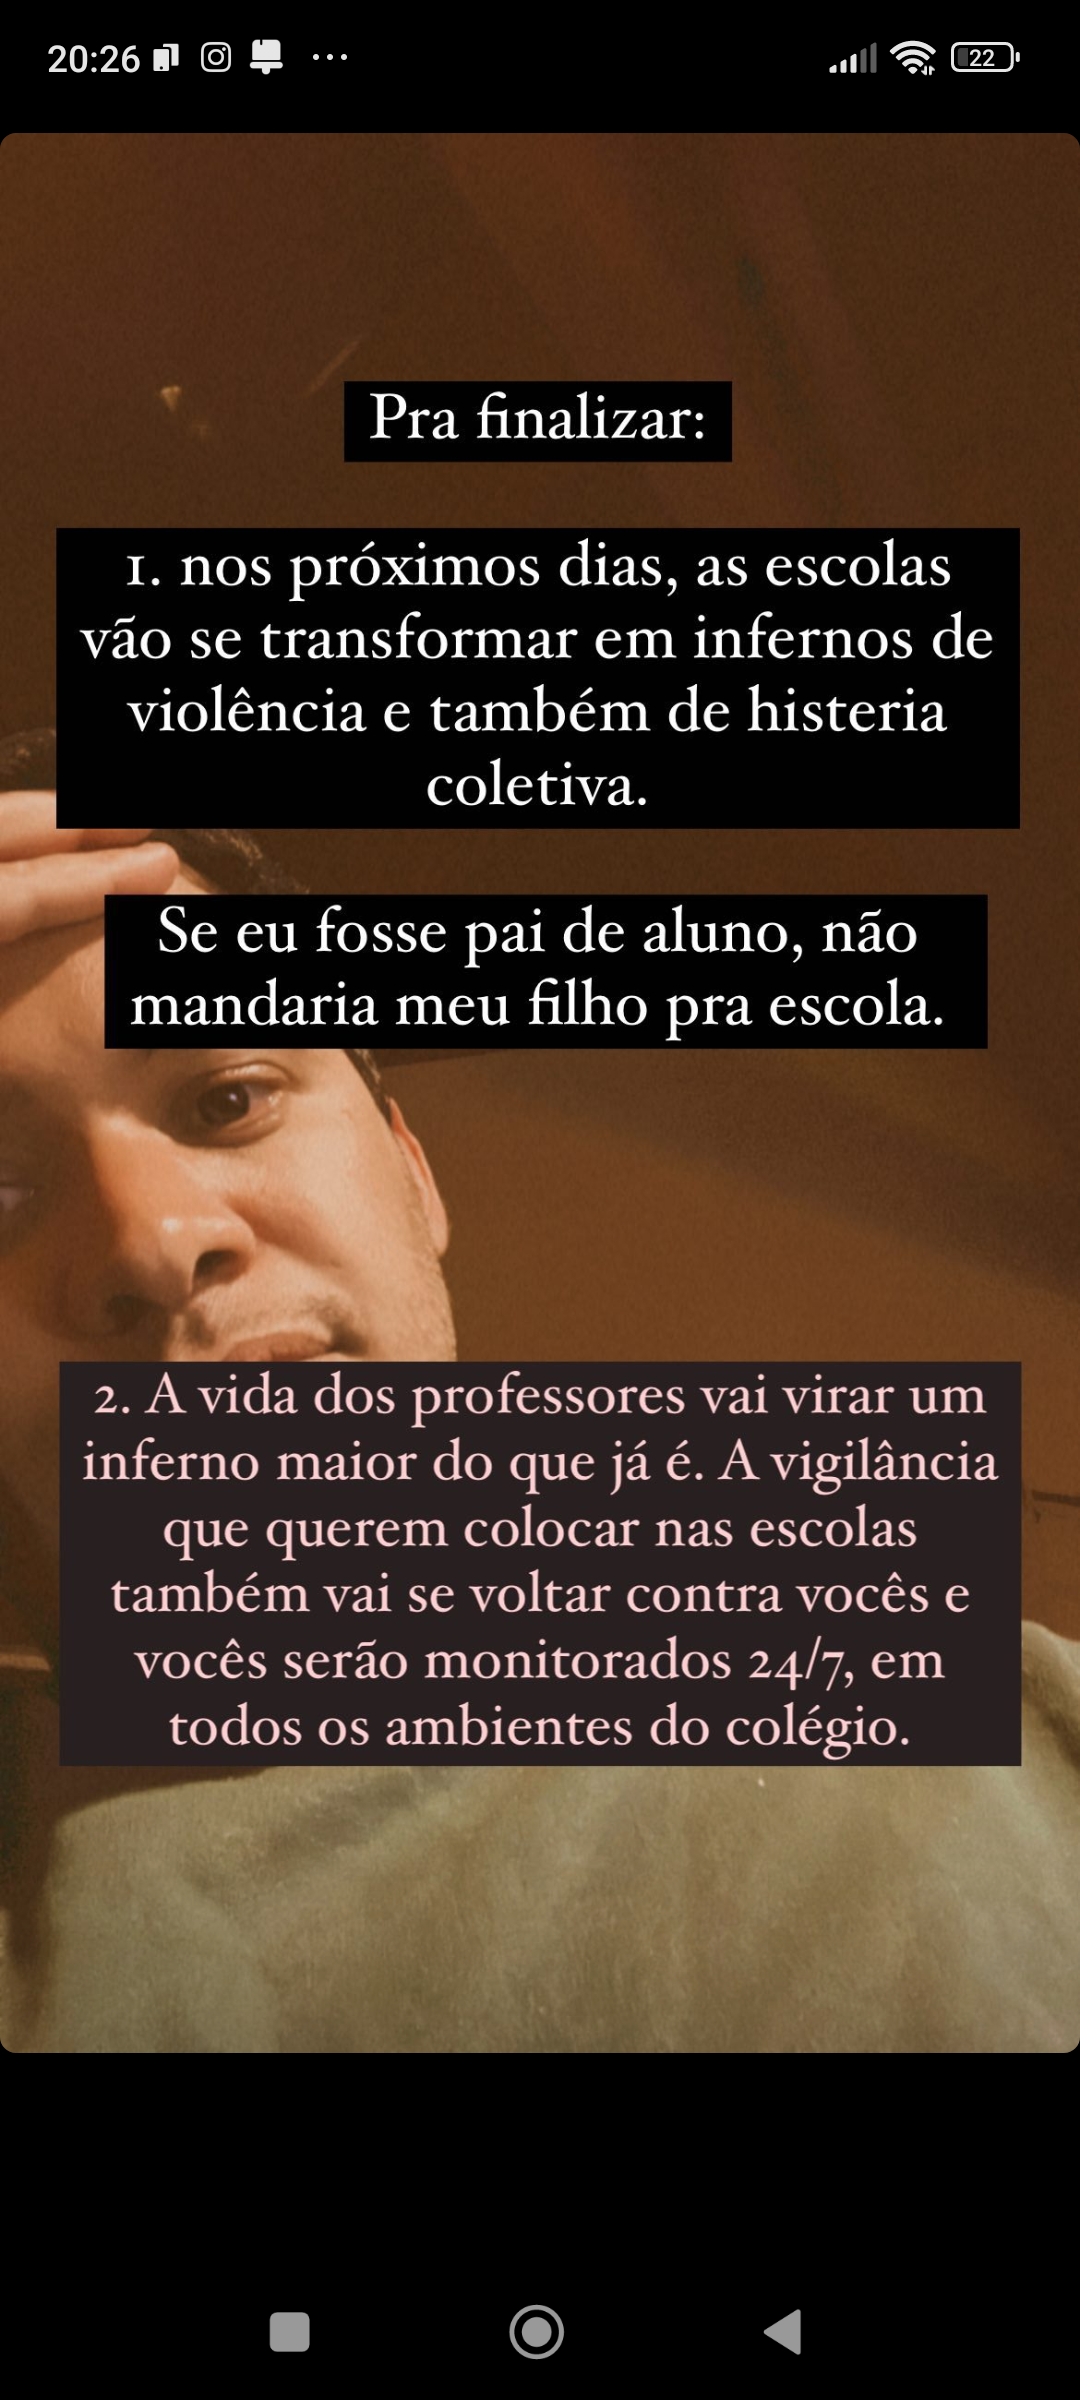 20:26
22
Pra finalizar:
1. nos próximos dias, as escolas
vão se transformar em infernos de
violência e também de histeria
coletiva.
Se eu fosse pai de aluno, não
mandaria meu filho pra escola.
2. A vida dos professores vai virar um
inferno maior do que já é. A vigilância
que querem colocar nas escolas
também vai se voltar contra vocês e
vocês serão monitorados 24/7, em
todos os ambientes do colégio.